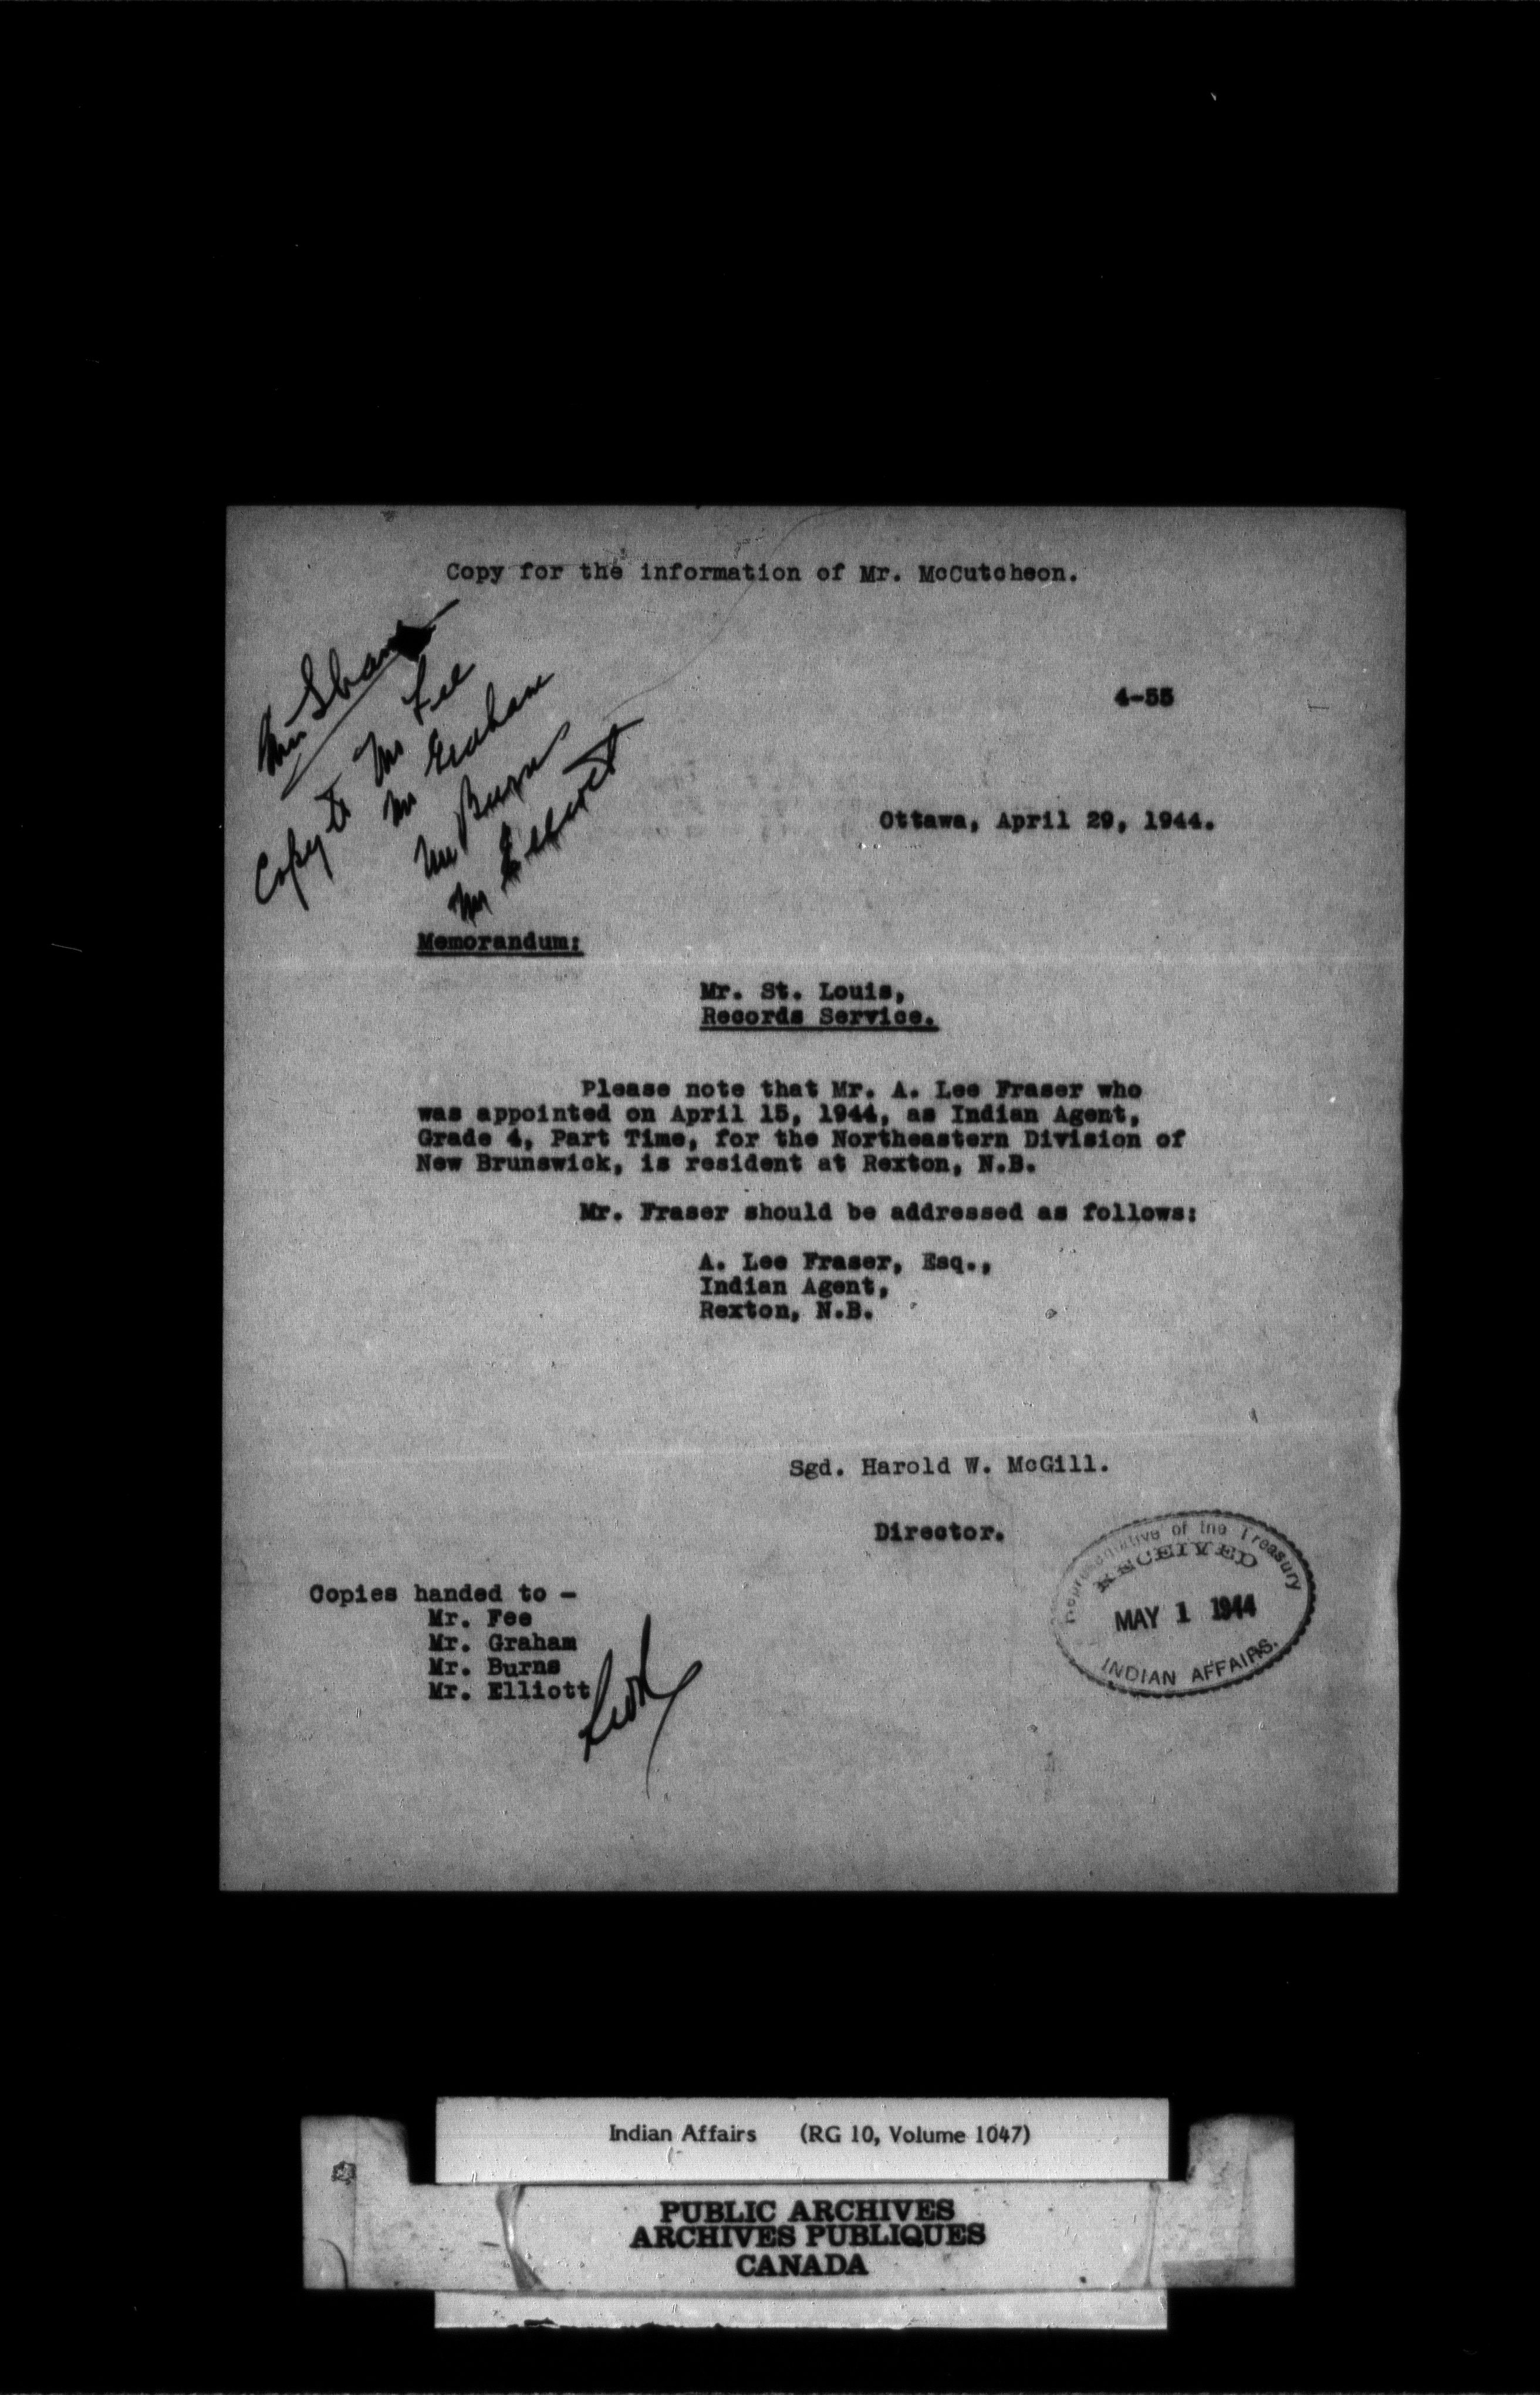 Copy for the information of Mr. McCutcheon.
Copy to Mr Fee
Mr Graham
Mr Burns
Mr
4-55
Ottawa, April 29, 1944.
Memorandum:
Mr. St. Louis,
Records Service.
Please note that Mr. A. Lee Fraser who
was appointed on April 15, 1944, as Indian Agent,
Grade 4, Part Time, for the Northeastern Division of
New Brunswick, is resident at Rexton, N.B.
Mr. Fraser should be addressed as follows:
A. Lee Fraser, Esq.,
Indian Agent,
Rexton, N.B.
Sgd. Harold W. McGill.
Director.
Representative of the Treasury
RECEIVED
MAY 1 1944
INDIAN AFFAIRS.
Copies handed to -
Mr. Fee
Mr. Graham
Mr. Burns
Mr. Elliott
Indian Affairs (RG 10, Volume 1047)
PUBLIC ARCHIVES
ARCHIVES PUBLIQUES
CANADA